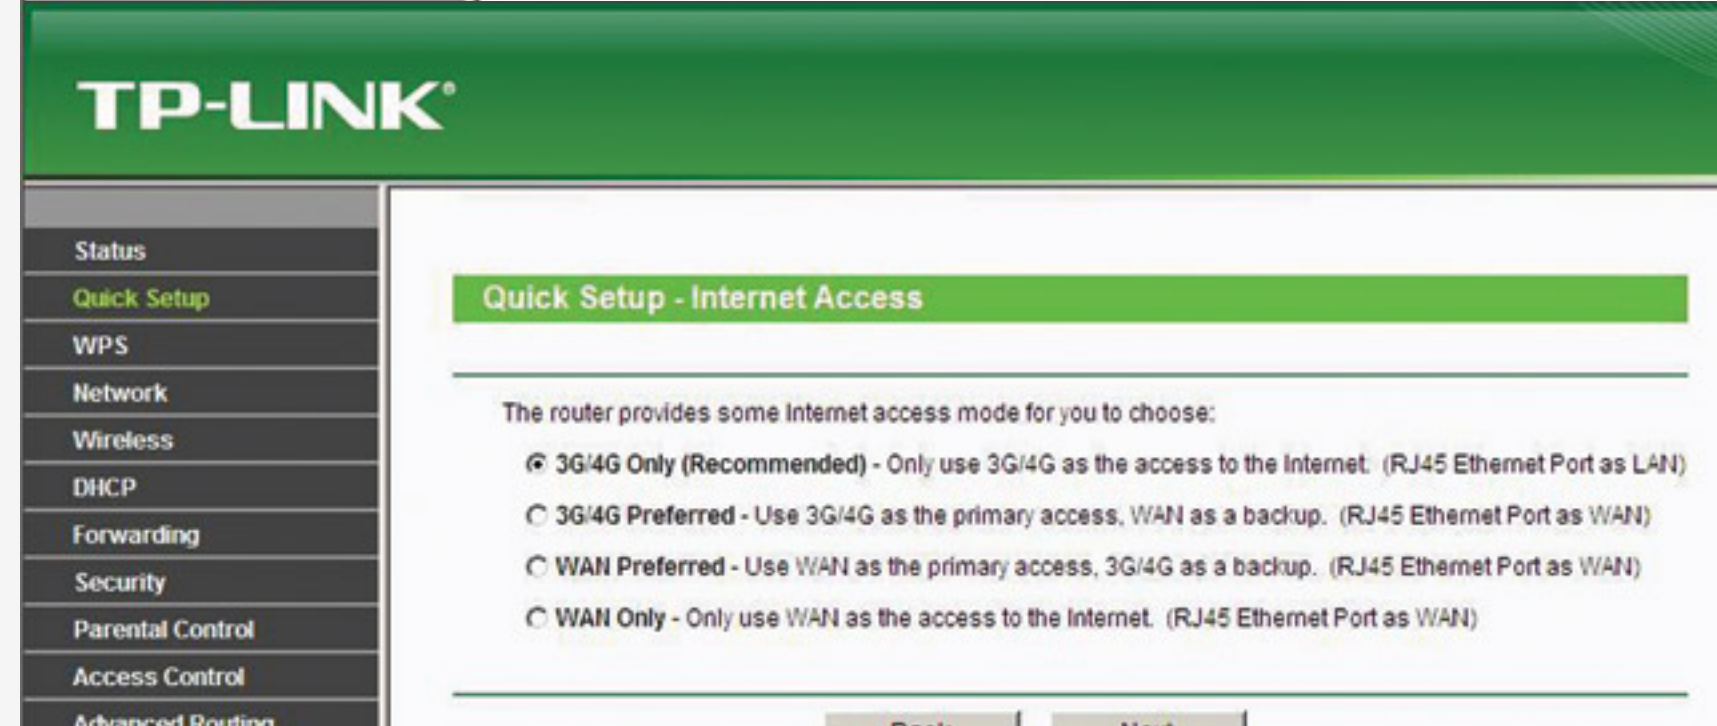 TP-LINK®
Status
Quick Setup
WPS
Network
Wireless
DHCP
Forwarding
Security
Parental Control
Access Control
Advanced Routing
Quick Setup - Internet Access
The router provides some Internet access mode for you to choose:
3G/4G Only (Recommended) - Only use 3G/4G as the access to the Internet. (RJ45 Ethernet Port as LAN)
3G/4G Preferred - Use 3G/4G as the primary access, WAN as a backup. (RJ45 Ethernet Port as WAN)
WAN Preferred - Use WAN as the primary access, 3G/4G as a backup. (RJ45 Ethernet Port as WAN)
WAN Only - Only use WAN as the access to the Internet. (RJ45 Ethernet Port as WAN)
Back Next